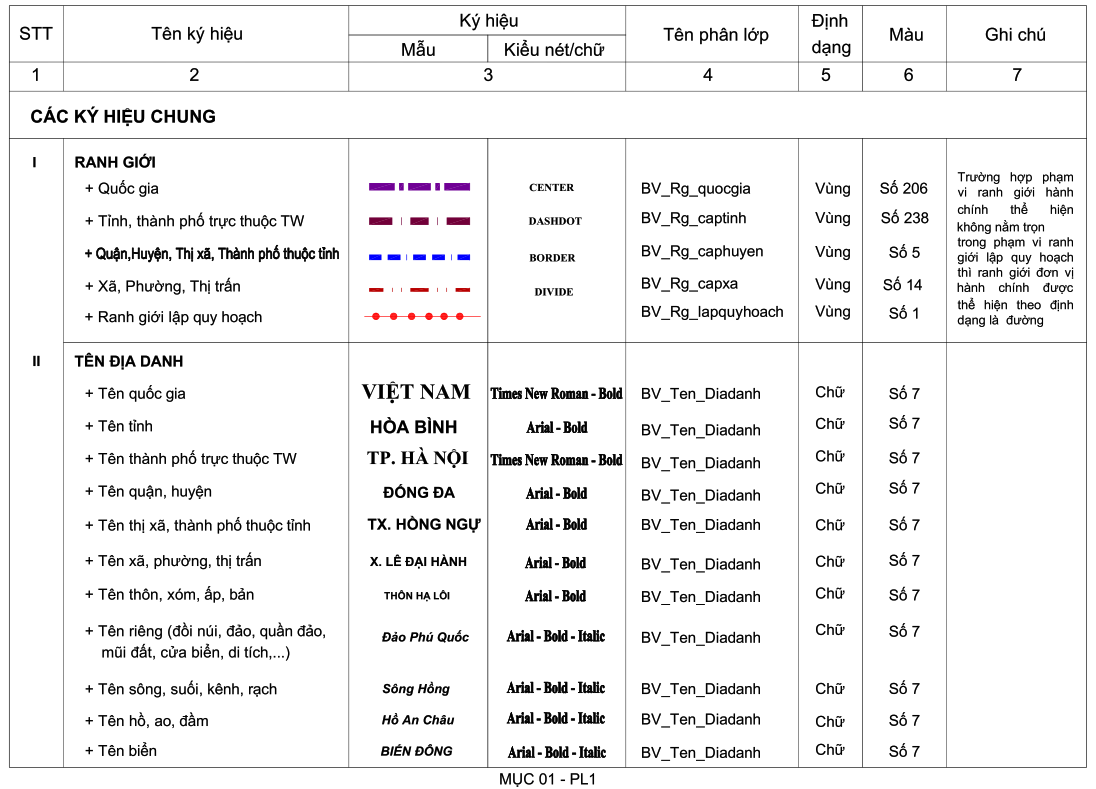 STT Tên ký hiệu Ký hiệu Tên phân lớp Định dạng Màu Ghi chú
Mẫu Kiểu nét/chữ
1 2 3 4 5 6 7
CÁC KÝ HIỆU CHUNG
I RANH GIỚI
+ Quốc gia CENTER BV_Rg_quocgia Vùng Số 206
+ Tỉnh, thành phố trực thuộc TW DASHDOT BV_Rg_captinh Vùng Số 238
+ Quận,Huyện, Thị xã, Thành phố thuộc tỉnh BORDER BV_Rg_caphuyen Vùng Số 5
+ Xã, Phường, Thị trấn DIVIDE BV_Rg_capxa Vùng Số 14
+ Ranh giới lập quy hoạch BV_Rg_lapquyhoach Vùng Số 1
Trường hợp phạm
vi ranh giới hành
chính thể hiện
không nằm trọn
trong phạm vi ranh
giới lập quy hoạch
thì ranh giới đơn vị
hành chính được
thể hiện theo định
dạng là đường
II TÊN ĐỊA DANH
+ Tên quốc gia VIỆT NAM Times New Roman - Bold BV_Ten_Diadanh Chữ Số 7
+ Tên tỉnh HÒA BÌNH Arial - Bold BV_Ten_Diadanh Chữ Số 7
+ Tên thành phố trực thuộc TW TP. HÀ NỘI Times New Roman - Bold BV_Ten_Diadanh Chữ Số 7
+ Tên quận, huyện ĐỐNG ĐA Arial - Bold BV_Ten_Diadanh Chữ Số 7
+ Tên thị xã, thành phố thuộc tỉnh TX. HỒNG NGỰ Arial - Bold BV_Ten_Diadanh Chữ Số 7
+ Tên xã, phường, thị trấn X. LÊ ĐẠI HÀNH Arial - Bold BV_Ten_Diadanh Chữ Số 7
+ Tên thôn, xóm, ấp, bản THÔN HẠ LÔI Arial - Bold BV_Ten_Diadanh Chữ Số 7
+ Tên riêng (đồi núi, đảo, quần đảo, Đảo Phú Quốc Arial - Bold - Italic BV_Ten_Diadanh Chữ Số 7
mũi đất, cửa biển, di tích,...)
+ Tên sông, suối, kênh, rạch Sông Hồng Arial - Bold - Italic BV_Ten_Diadanh Chữ Số 7
+ Tên hồ, ao, đầm Hồ An Châu Arial - Bold - Italic BV_Ten_Diadanh Chữ Số 7
+ Tên biển BIỂN ĐÔNG Arial - Bold - Italic BV_Ten_Diadanh Chữ Số 7
MỤC 01 - PL1